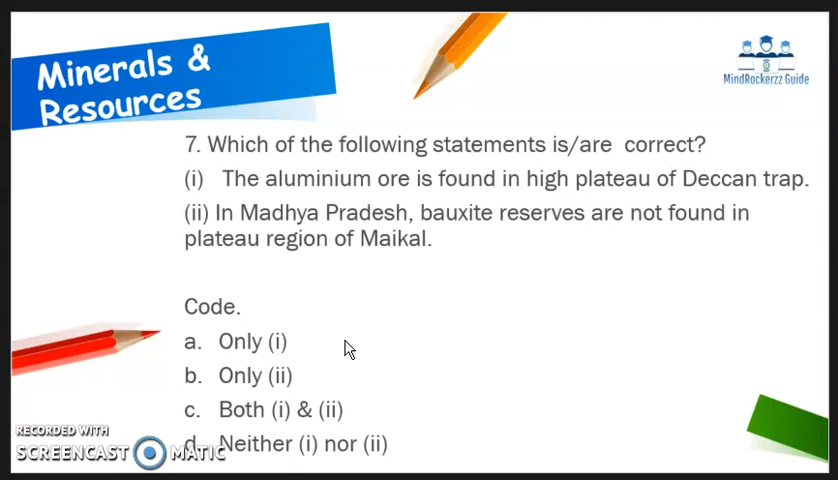 Minerals &
Resources
MindRockerzz Guide
7. Which of the following statements is/are correct?
(i) The aluminium ore is found in high plateau of Deccan trap.
(ii) In Madhya Pradesh, bauxite reserves are not found in
plateau region of Maikal.
Code.
a. Only (i)
b. Only (ii)
c. Both (i) & (ii)
d. Neither (i) nor (ii)
RECORDED WITH
SCREENCAST MATIC